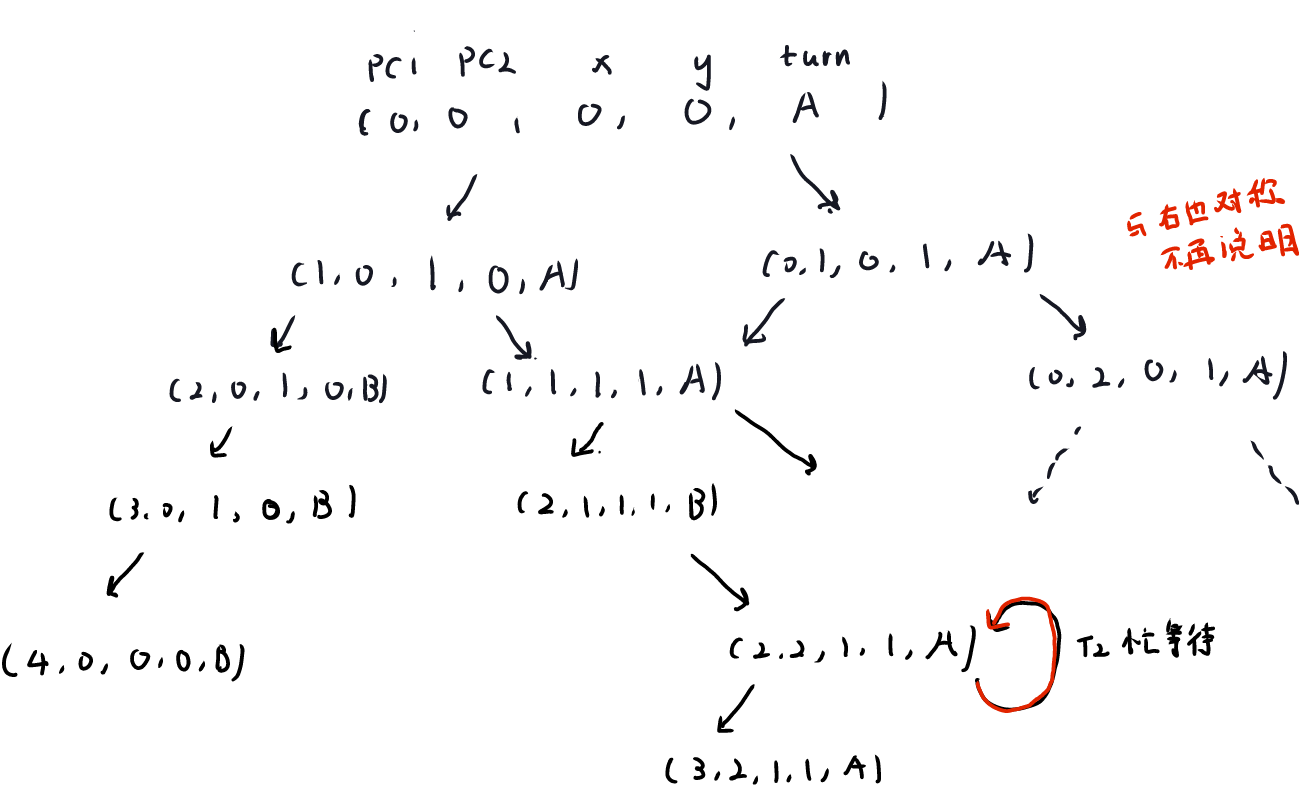 PC1 PC2 x y turn
(0, 0, 0, 0, A)
与右也对称
不再说明
(1, 0, 1, 0, A)
(0, 1, 0, 1, A)
(2, 0, 1, 0, B)
(1, 1, 1, 1, A)
(0, 2, 0, 1, A)
(3, 0, 1, 0, B)
(2, 1, 1, 1, B)
(4, 0, 0, 0, B)
(2, 2, 1, 1, A)
T2 忙等待
(3, 2, 1, 1, A)